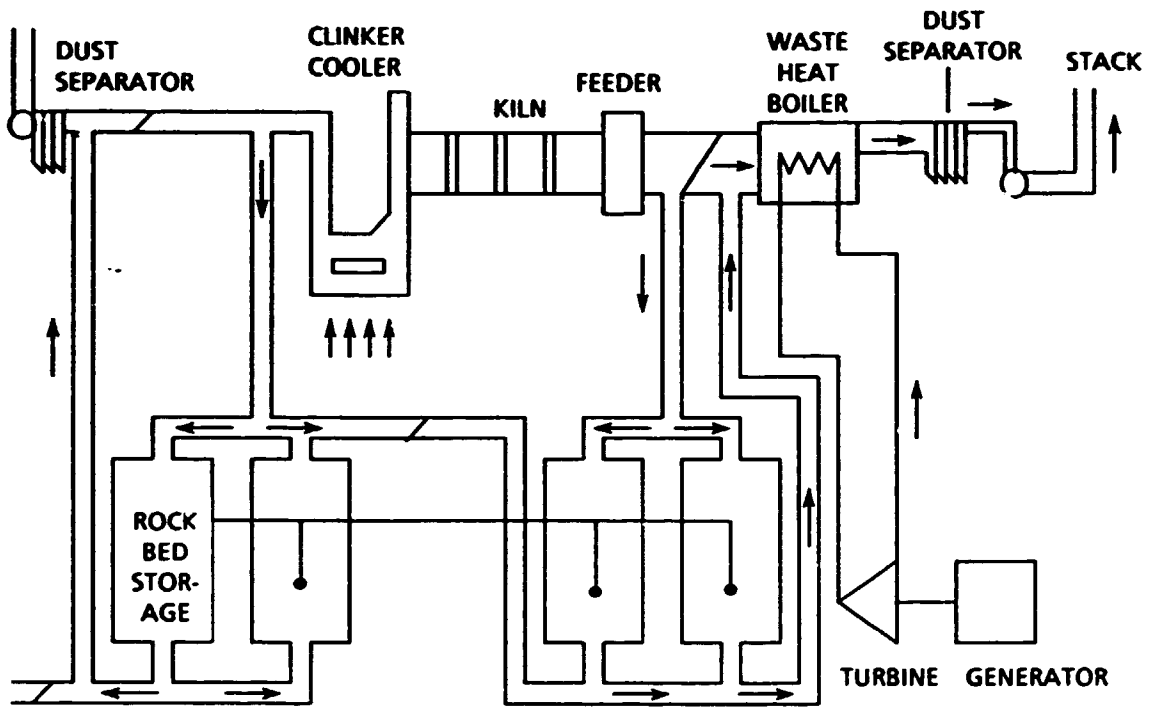 DUST
SEPARATOR
CLINKER
COOLER
KILN
FEEDER
WASTE
HEAT
BOILER
DUST
SEPARATOR
STACK
ROCK
BED
STOR-
AGE
TURBINE
GENERATOR